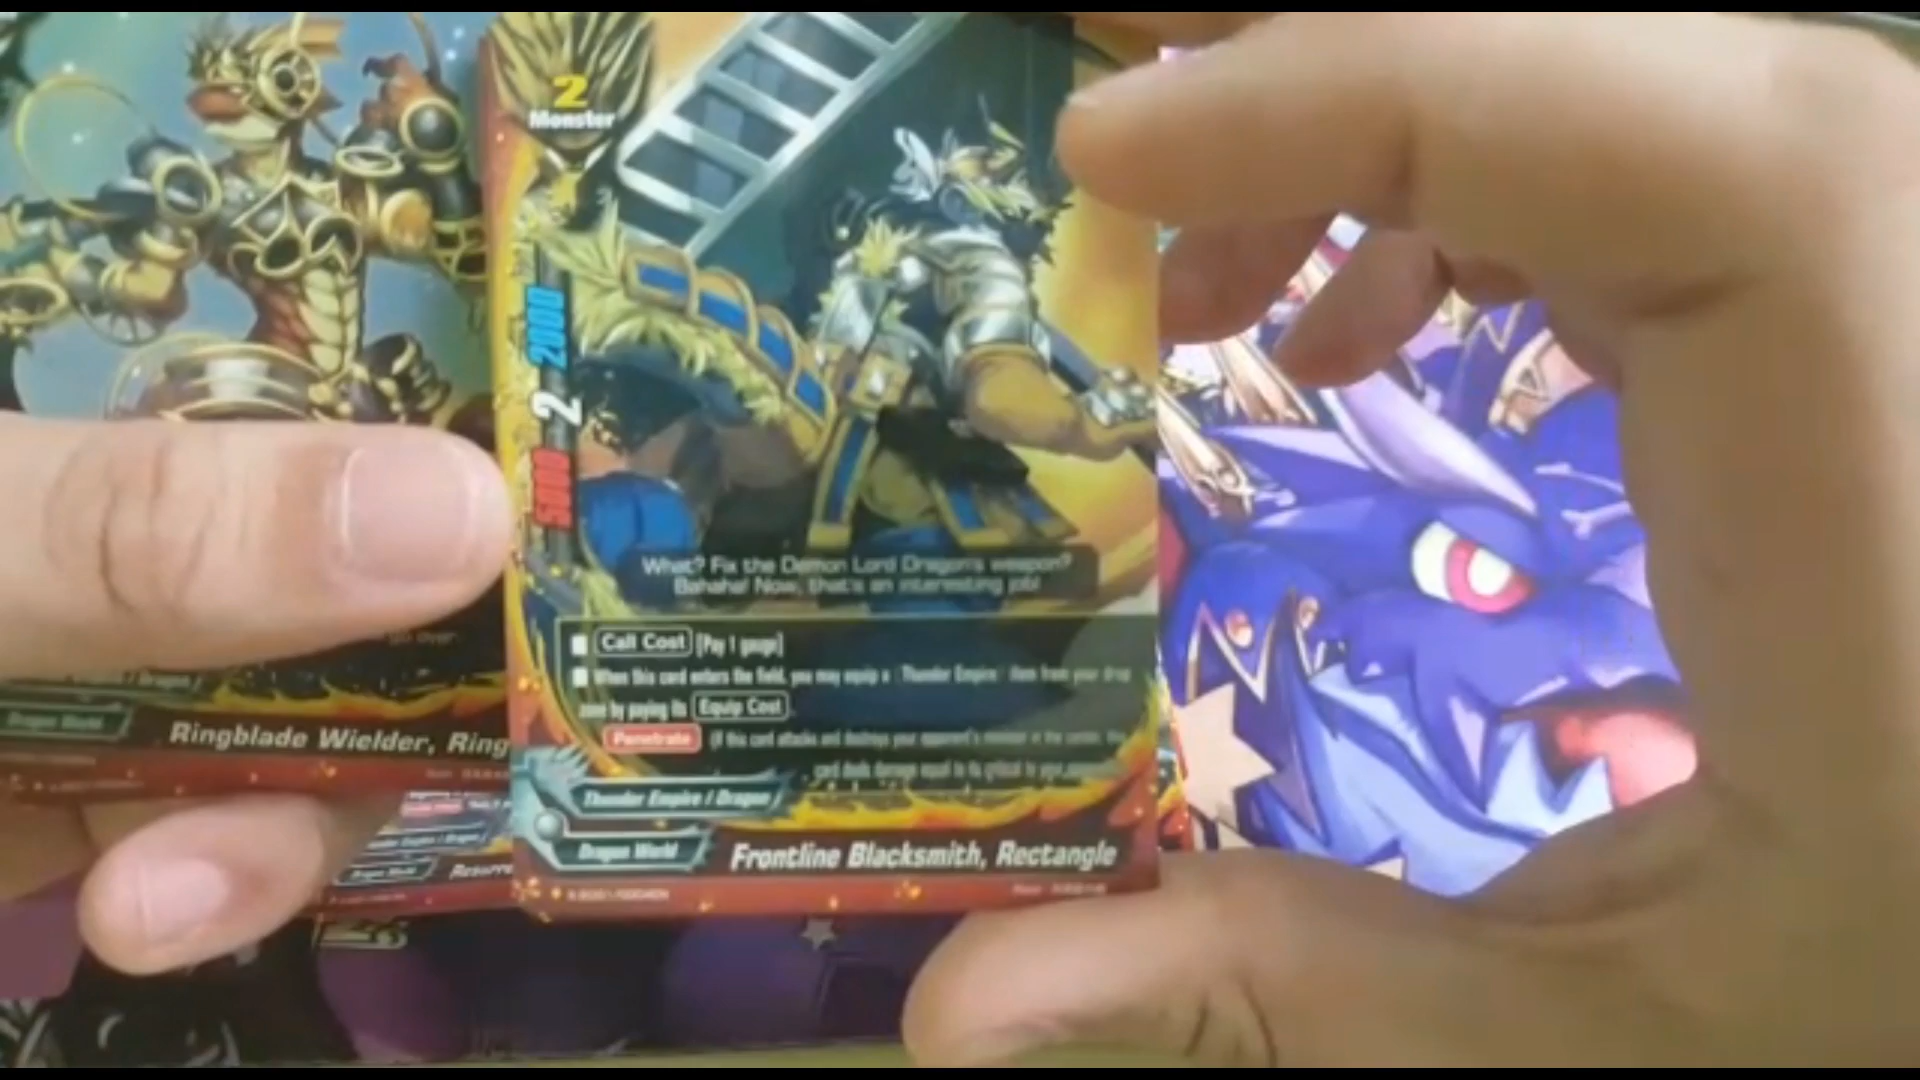 2
Monster
2000
2
5000
What? Fix the Demon Lord Dragon's weapon?
Bahaha! Now, that's an interesting job!
Call Cost [Pay 1 gauge]
When this card enters the field, you may equip a 《Thunder Empire》 item from your drop
zone by paying its Equip Cost.
Penetrate (If this card attacks and destroys your opponent's monster in the center, the
card deals damage equal to its critical to your
Thunder Empire / Dragon
Dragon World
Frontline Blacksmith, Rectangle
Dragon World
Ringblade Wielder, Ring
Dragon World